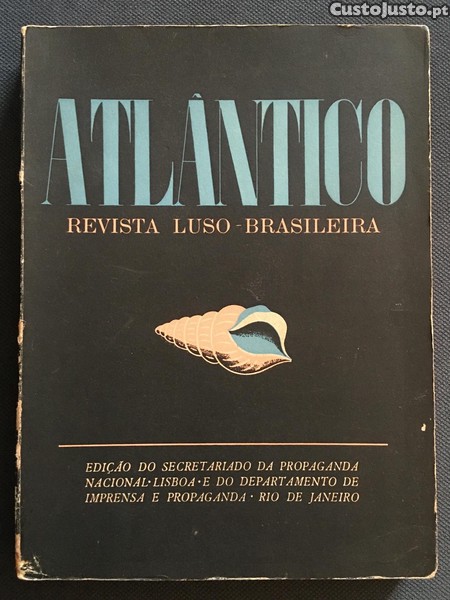 CustoJusto.pt
ATLÂNTICO
REVISTA LUSO-BRASILEIRA
EDIÇÃO DO SECRETARIADO DA PROPAGANDA
NACIONAL·LISBOA·E DO DEPARTAMENTO DE
IMPRENSA E PROPAGANDA · RIO DE JANEIRO